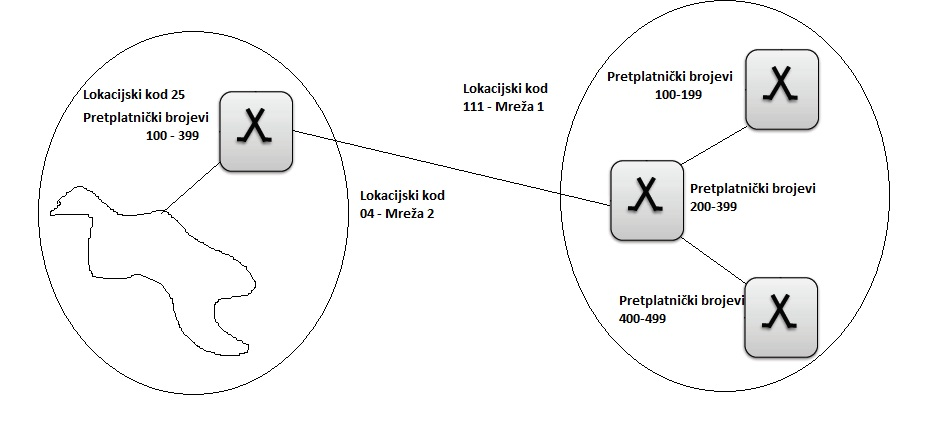 Lokacijski kod 25
Pretplatnički brojevi
100 - 399
Lokacijski kod
111 - Mreža 1
Lokacijski kod
04 - Mreža 2
Pretplatnički brojevi
100-199
Pretplatnički brojevi
200-399
Pretplatnički brojevi
400-499